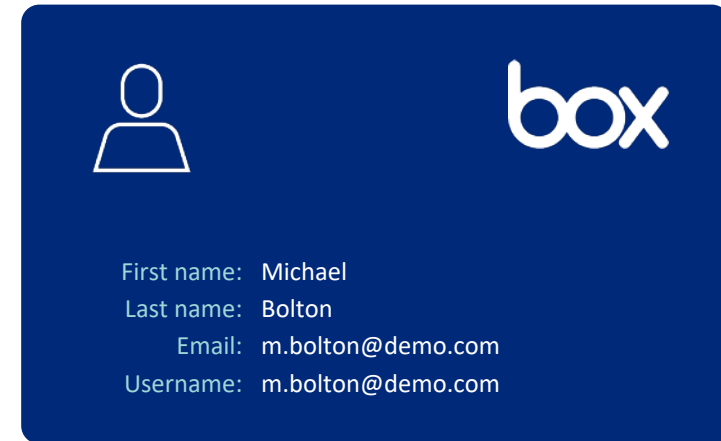 box
First name: Michael
Last name: Bolton
Email: m.bolton@demo.com
Username: m.bolton@demo.com